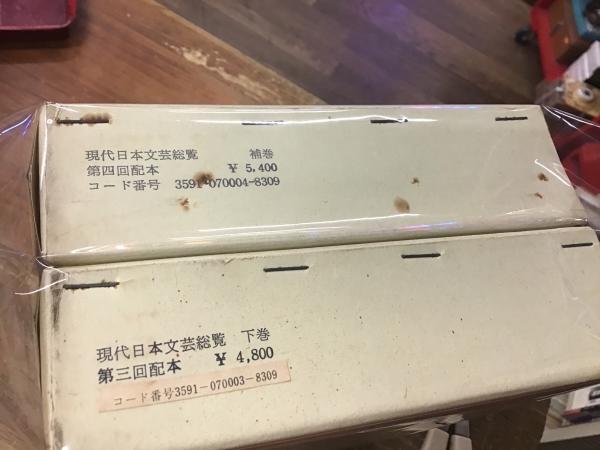 現代日本文芸総覧　補巻
第四回配本　¥ 5,400
コード番号　3591-070004-8309
現代日本文芸総覧　下巻
第三回配本　¥ 4,800
コード番号3591-070003-8309